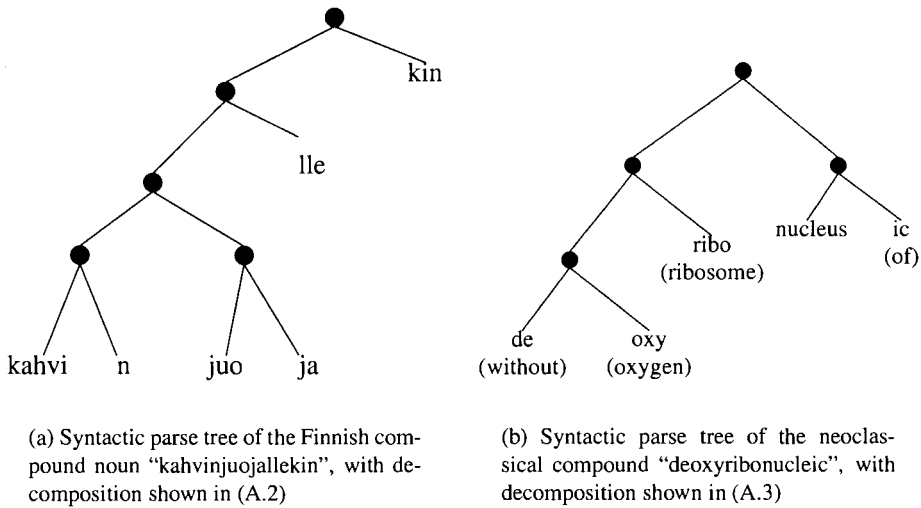 kin
lle
kahvi n juo ja
nucleus ic
(of)
ribo
(ribosome)
de oxy
(without) (oxygen)
(a) Syntactic parse tree of the Finnish com-
pound noun “kahvinjuojallekin”, with de-
composition shown in (A.2)
(b) Syntactic parse tree of the neoclas-
sical compound “deoxyribonucleic”, with
decomposition shown in (A.3)